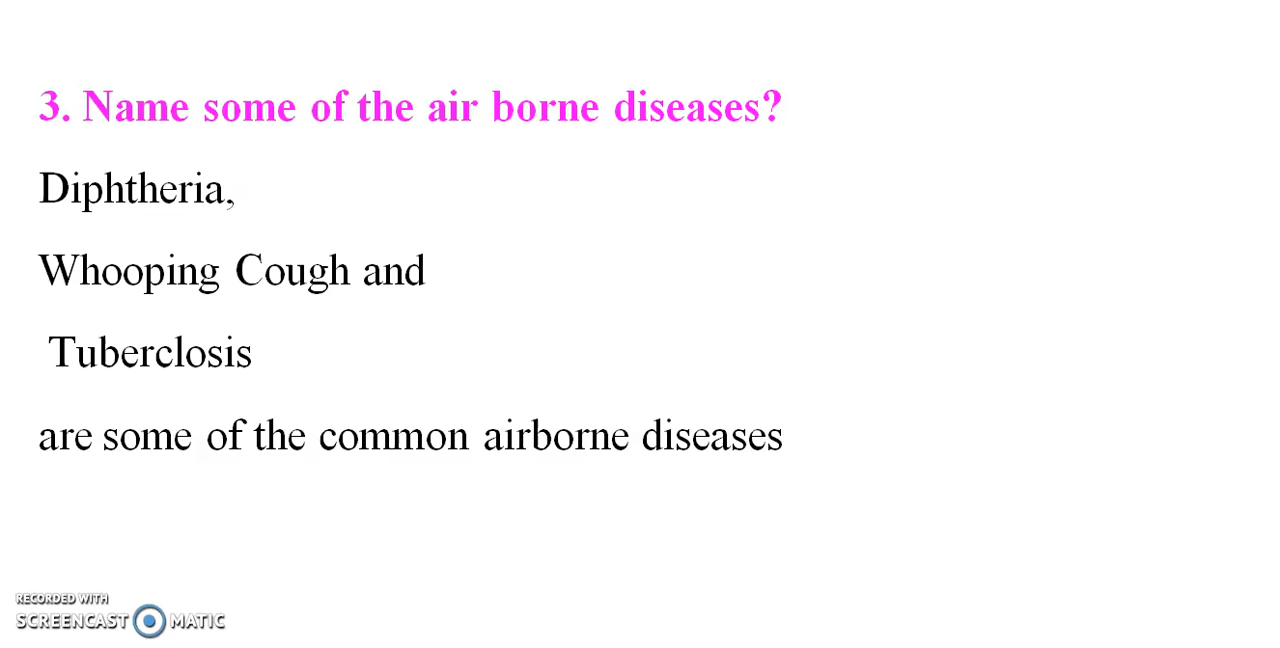 3. Name some of the air borne diseases?
Diphtheria,
Whooping Cough and
Tuberclosis
are some of the common airborne diseases
RECORDED WITH
SCREENCAST MATIC